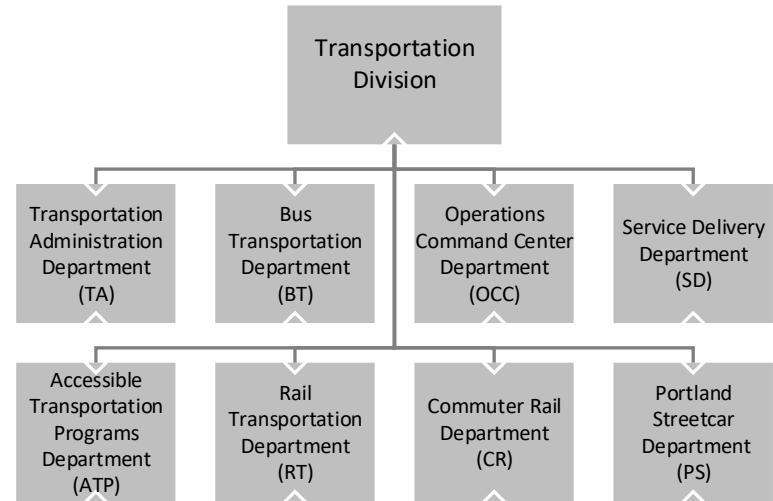 Transportation
Division
Transportation
Administration
Department
(TA)
Bus
Transportation
Department
(BT)
Operations
Command Center
Department
(OCC)
Service Delivery
Department
(SD)
Accessible
Transportation
Programs
Department
(ATP)
Rail
Transportation
Department
(RT)
Commuter Rail
Department
(CR)
Portland
Streetcar
Department
(PS)